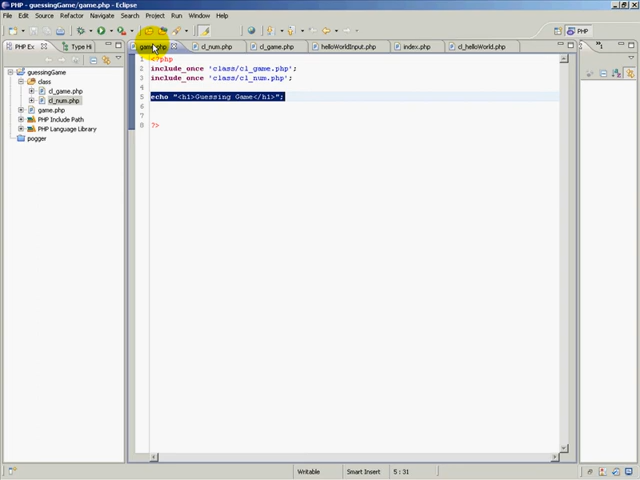 PHP - guessingGame/game.php - Eclipse
File Edit Source Refactor Navigate Search Project Run Window Help
PHP
PHP Ex Type Hi
game.php cl_num.php cl_game.php helloWorldInput.php index.php cl_helloWorld.php
guessingGame
class
cl_game.php
cl_num.php
game.php
PHP Include Path
PHP Language Library
pogger
1 <?php
2 include_once 'class/cl_game.php';
3 include_once 'class/cl_num.php';
4
5 echo "<h1>Guessing Game</h1>";
6
7
8 ?>
Writable Smart Insert 5 : 31